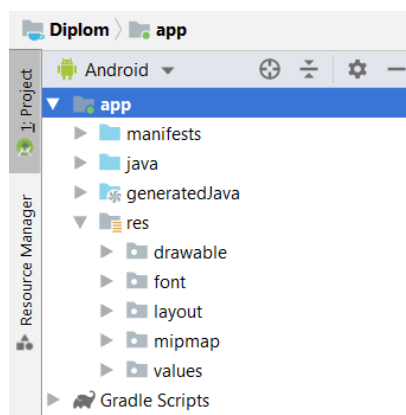 Diplom app
Android
1: Project
app
manifests
java
generatedJava
res
drawable
font
layout
mipmap
values
Resource Manager
Gradle Scripts